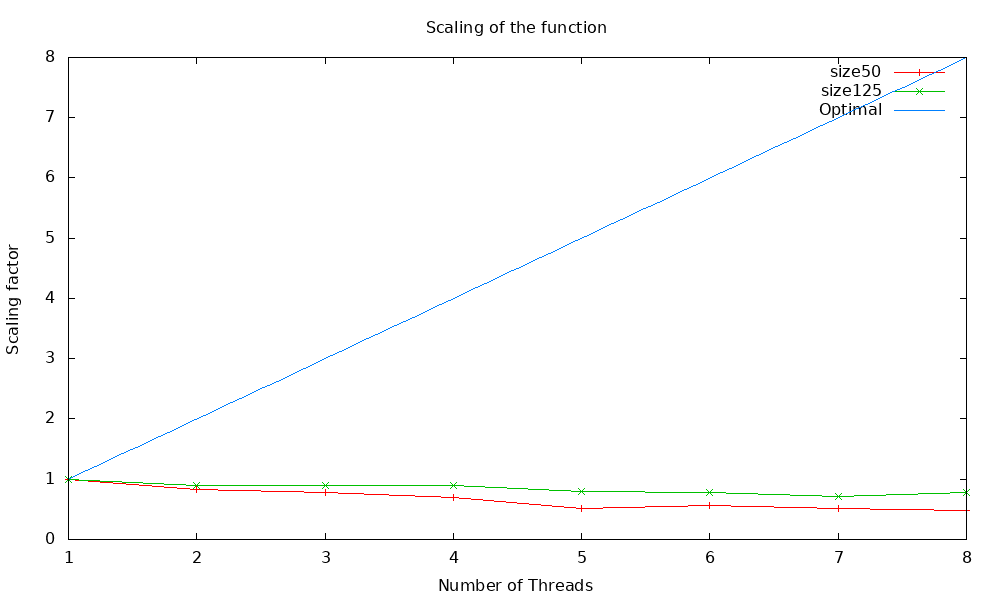 Scaling of the function
size50
size125
Optimal
8
7
6
5
4
3
2
1
0
Scaling factor
1 2 3 4 5 6 7 8
Number of Threads